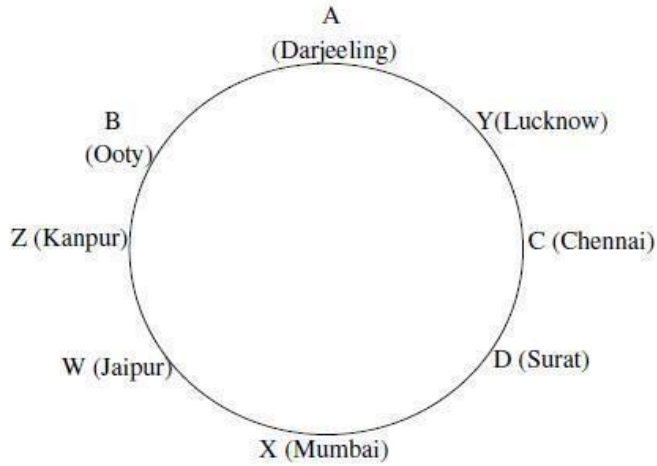 A
(Darjeeling)
B
(Ooty)
Y(Lucknow)
Z (Kanpur)
C (Chennai)
W (Jaipur)
D (Surat)
X (Mumbai)